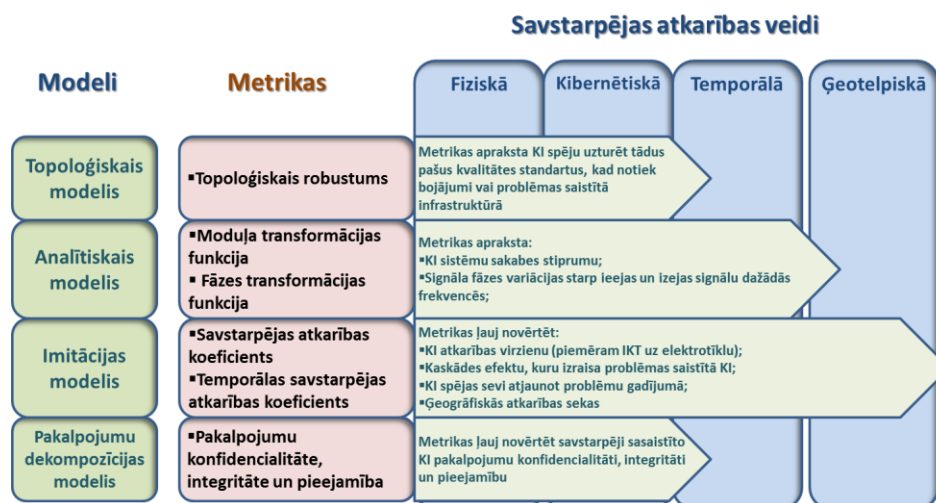 Savstarpējas atkarības veidi
Modeli
Metrikas
Fiziskā
Kibernētiskā
Temporālā
Ģeotelpiskā
Topoloģiskais
modelis
▪Topoloģiskais robustums
Metrikas apraksta KI spēju uzturēt tādus
pašus kvalitātes standartus, kad notiek
bojājumi vai problēmas saistītā
infrastruktūrā
Analītiskais
modelis
▪Moduļa transformācijas
funkcija
▪ Fāzes transformācijas
funkcija
Metrikas apraksta:
▪KI sistēmu sakabes stiprumu;
▪Signāla fāzes variācijas starp ieejas un izejas signālu dažādās
frekvencēs;
Imitācijas
modelis
▪Savstarpējas atkarības
koeficients
▪Temporālas savstarpējas
atkarības koeficients
Metrikas ļauj novērtēt:
▪KI atkarības virzienu (piemēram IKT uz elektrotīklu);
▪Kaskādes efektu, kuru izraisa problēmas saistītā KI;
▪KI spējas sevi atjaunot problēmu gadījumā;
▪Ģeogrāfiskās atkarības sekas
Pakalpojumu
dekompozīcijas
modelis
▪Pakalpojumu
konfidencialitāte,
integritāte un pieejamība
Metrikas ļauj novērtēt savstarpēji sasaistīto
KI pakalpojumu konfidencialitāti, integritāti
un pieejamību